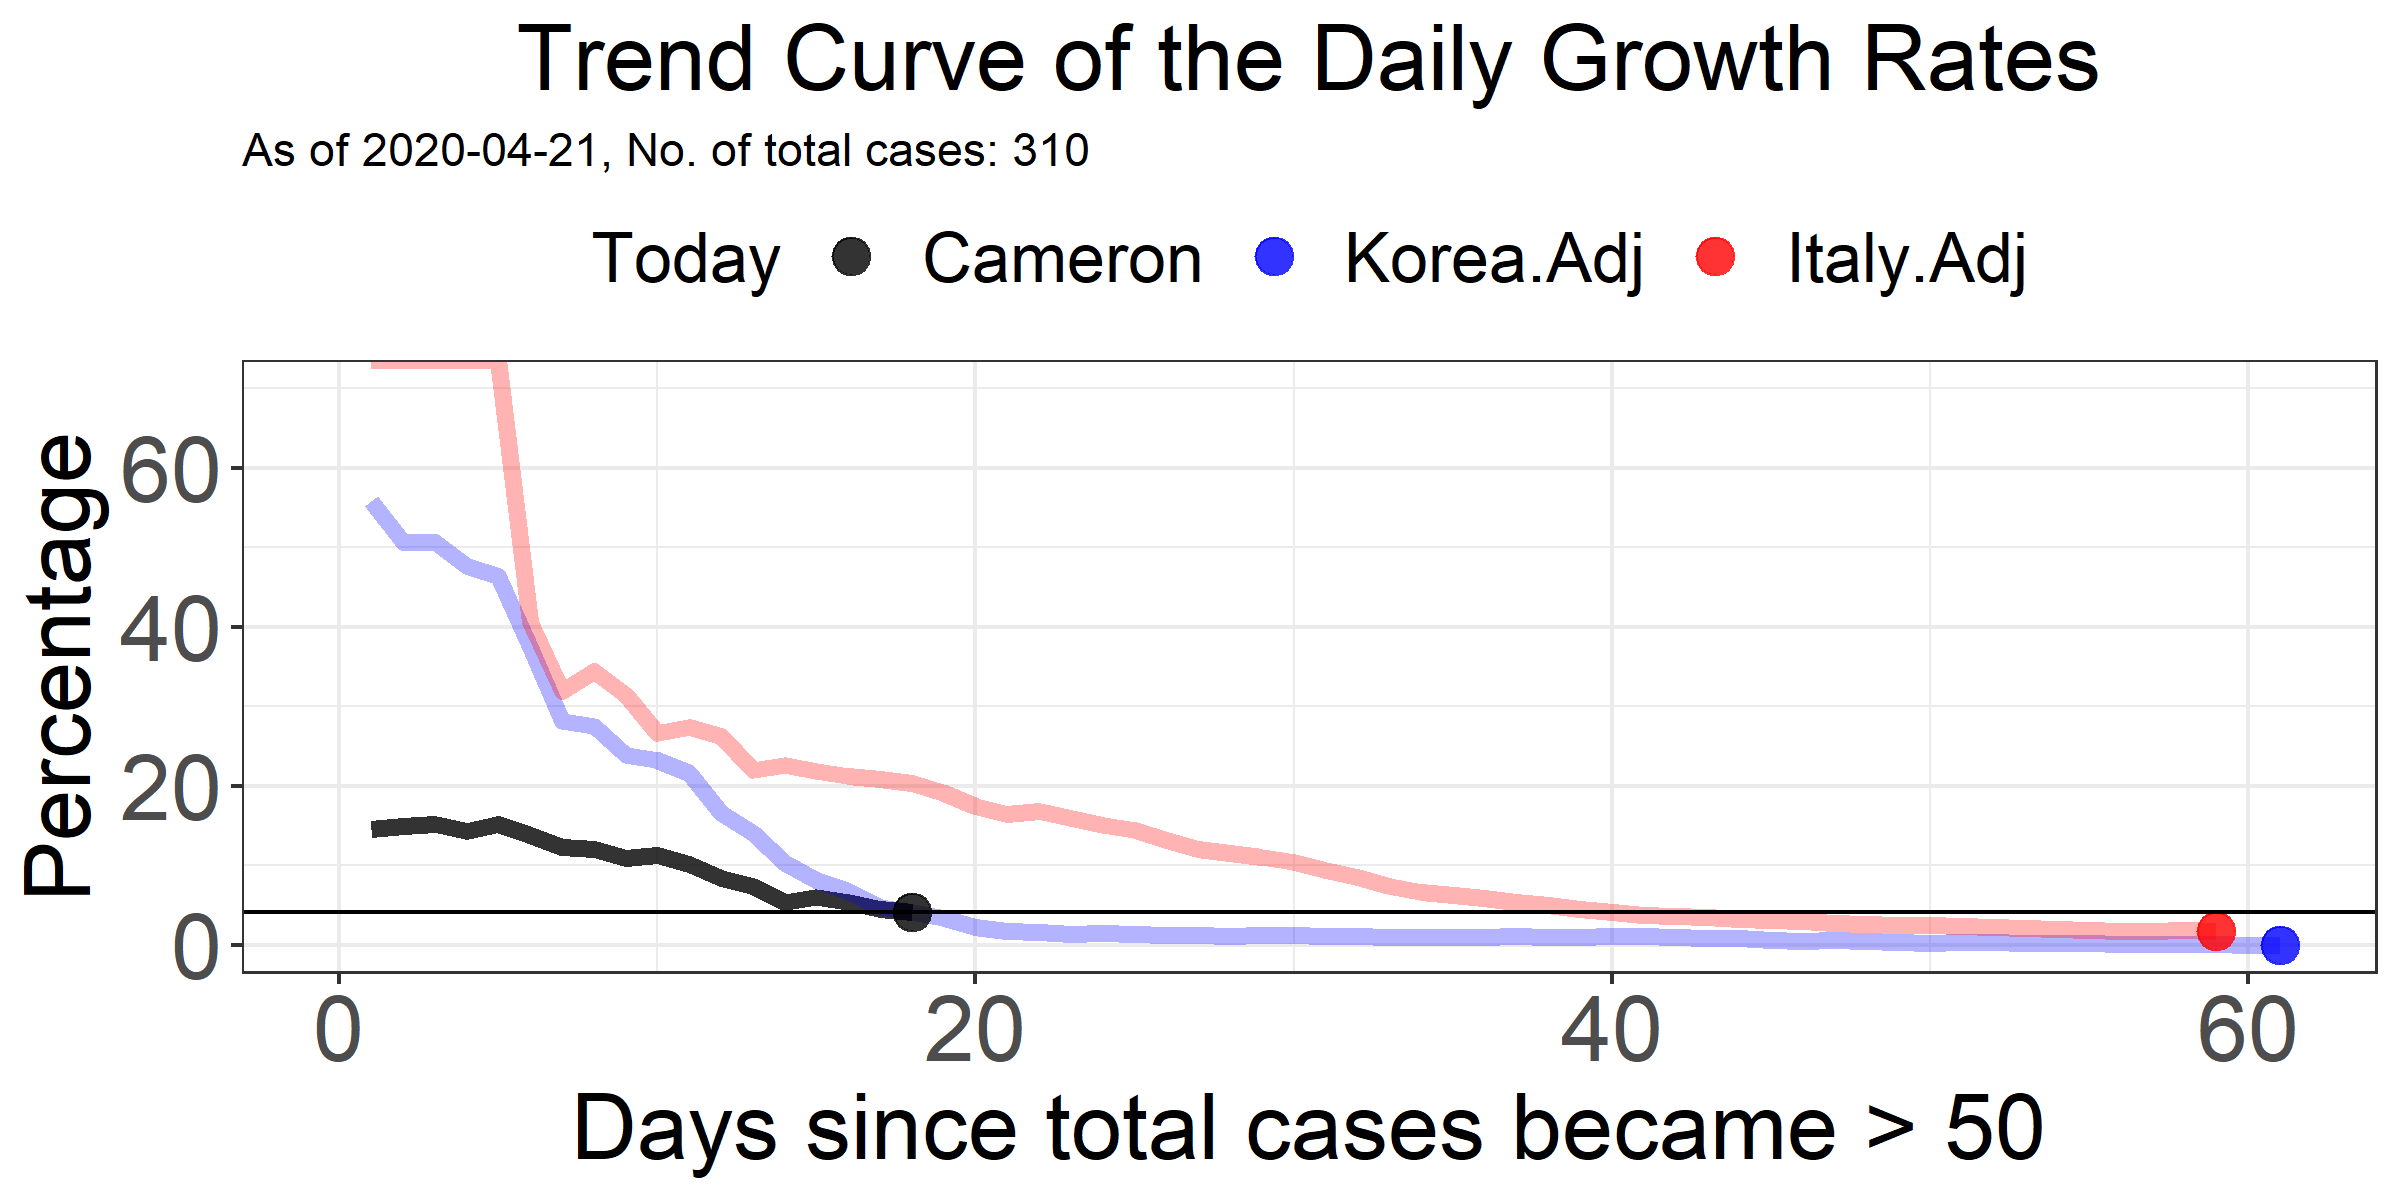 Trend Curve of the Daily Growth Rates
As of 2020-04-21, No. of total cases: 310
Today Cameron Korea.Adj Italy.Adj
Percentage
60
40
20
0
0 20 40 60
Days since total cases became > 50